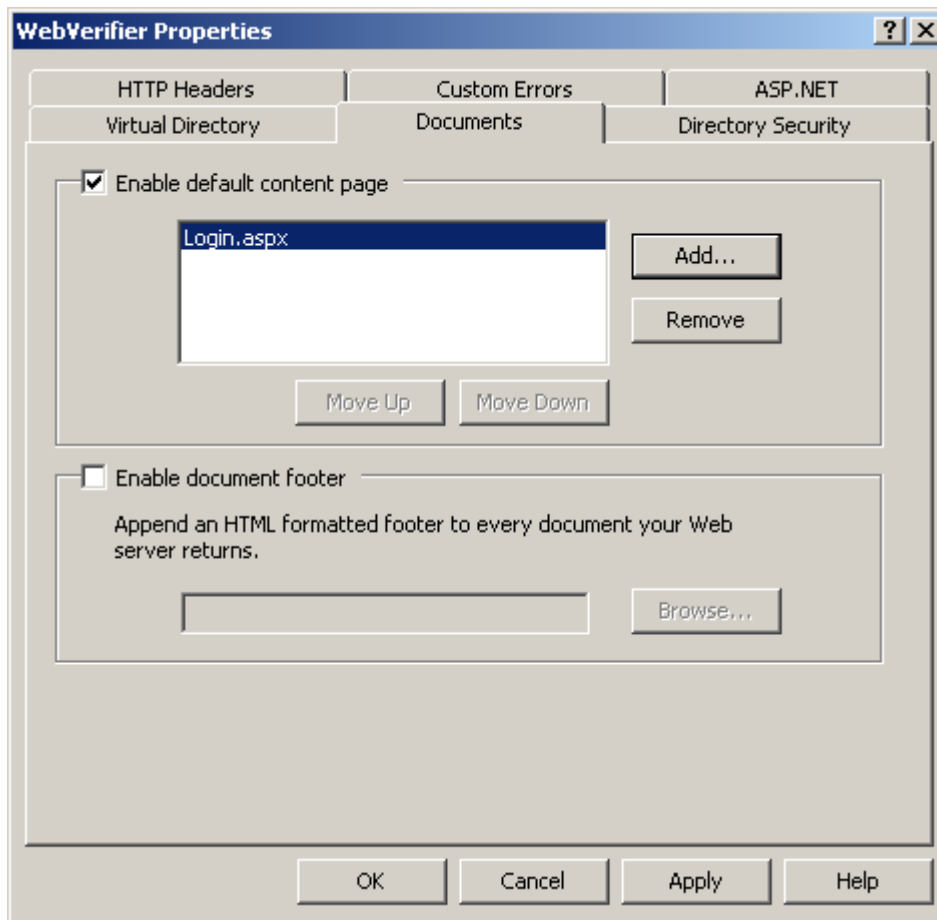 WebVerifier Properties
HTTP Headers
Custom Errors
ASP.NET
Virtual Directory
Documents
Directory Security
Enable default content page
Login.aspx
Add...
Remove
Move Up
Move Down
Enable document footer
Append an HTML formatted footer to every document your Web
server returns.
Browse...
OK
Cancel
Apply
Help